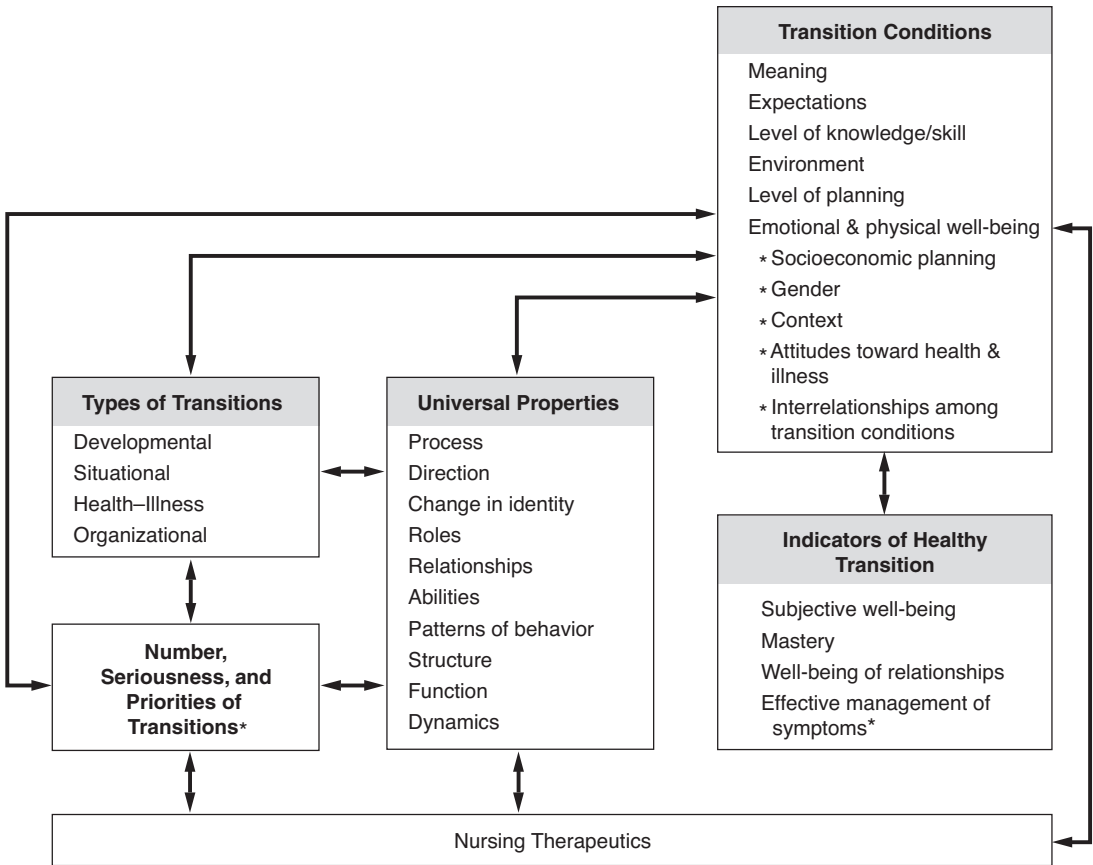 Transition Conditions
Meaning
Expectations
Level of knowledge/skill
Environment
Level of planning
Emotional & physical well-being
* Socioeconomic planning
* Gender
* Context
* Attitudes toward health &
illness
* Interrelationships among
transition conditions
Types of Transitions
Developmental
Situational
Health–Illness
Organizational
Universal Properties
Process
Direction
Change in identity
Roles
Relationships
Abilities
Patterns of behavior
Structure
Function
Dynamics
Number,
Seriousness, and
Priorities of
Transitions*
Indicators of Healthy
Transition
Subjective well-being
Mastery
Well-being of relationships
Effective management of
symptoms*
Nursing Therapeutics